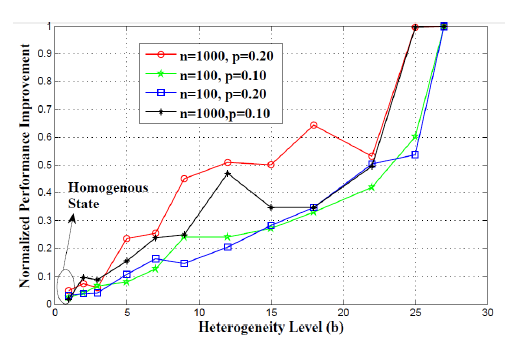 1
0.9
0.8
0.7
0.6
0.5
0.4
0.3
0.2
0.1
0
Normalized Performance Improvement
n=1000, p=0.20
n=100, p=0.10
n=100, p=0.20
n=1000,p=0.10
Homogenous
State
0 5 10 15 20 25 30
Heterogeneity Level (b)